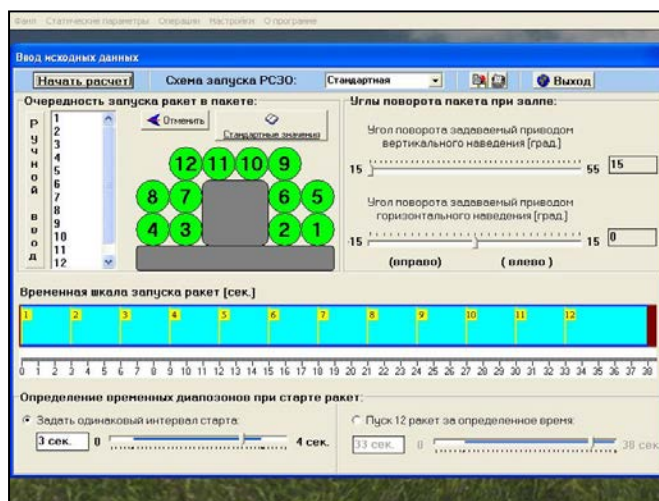 Файл Статические параметры Операции Настройки О программе
Ввод исходных данных
Начать расчет! Схема запуска РСЗО: Стандартная Выход
Очередность запуска ракет в пакете:
Ручной ввод
1
2
3
4
5
6
7
8
9
10
11
12
Отменить
Стандартные значения
12 11 10 9
8 7 6 5
4 3 2 1
Углы поворота пакета при залпе:
Угол поворота задаваемый приводом
вертикального наведения [град.]
15 55 15
Угол поворота задаваемый приводом
горизонтального наведения [град.]
-15 15 0
(вправо) ( влево )
Временная шкала запуска ракет [сек.]
1 2 3 4 5 6 7 8 9 10 11 12
0 1 2 3 4 5 6 7 8 9 10 11 12 13 14 15 16 17 18 19 20 21 22 23 24 25 26 27 28 29 30 31 32 33 34 35 36 37 38
Определение временных диапозонов при старте ракет:
Задать одинаковый интервал старта:
3 сек. 0 4 сек.
Пуск 12 ракет за определенное время:
33 сек. 0 38 сек